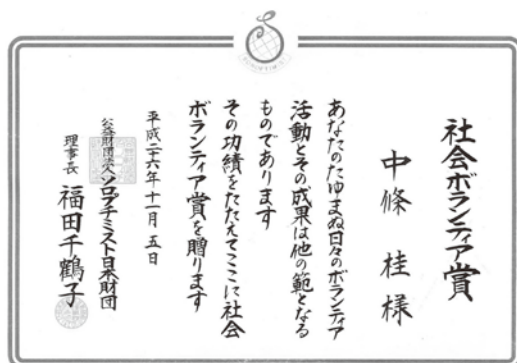 社会ボランティア賞
中條 桂 様
あなたのたゆまぬ日々のボランティア
活動とその成果は他の範となる
ものであります
その功績をたたえてここに社会
ボランティア賞を贈ります
平成二十六年十一月 五日
公益財団法人ソロプチミスト日本財団
理事長 福田千鶴子